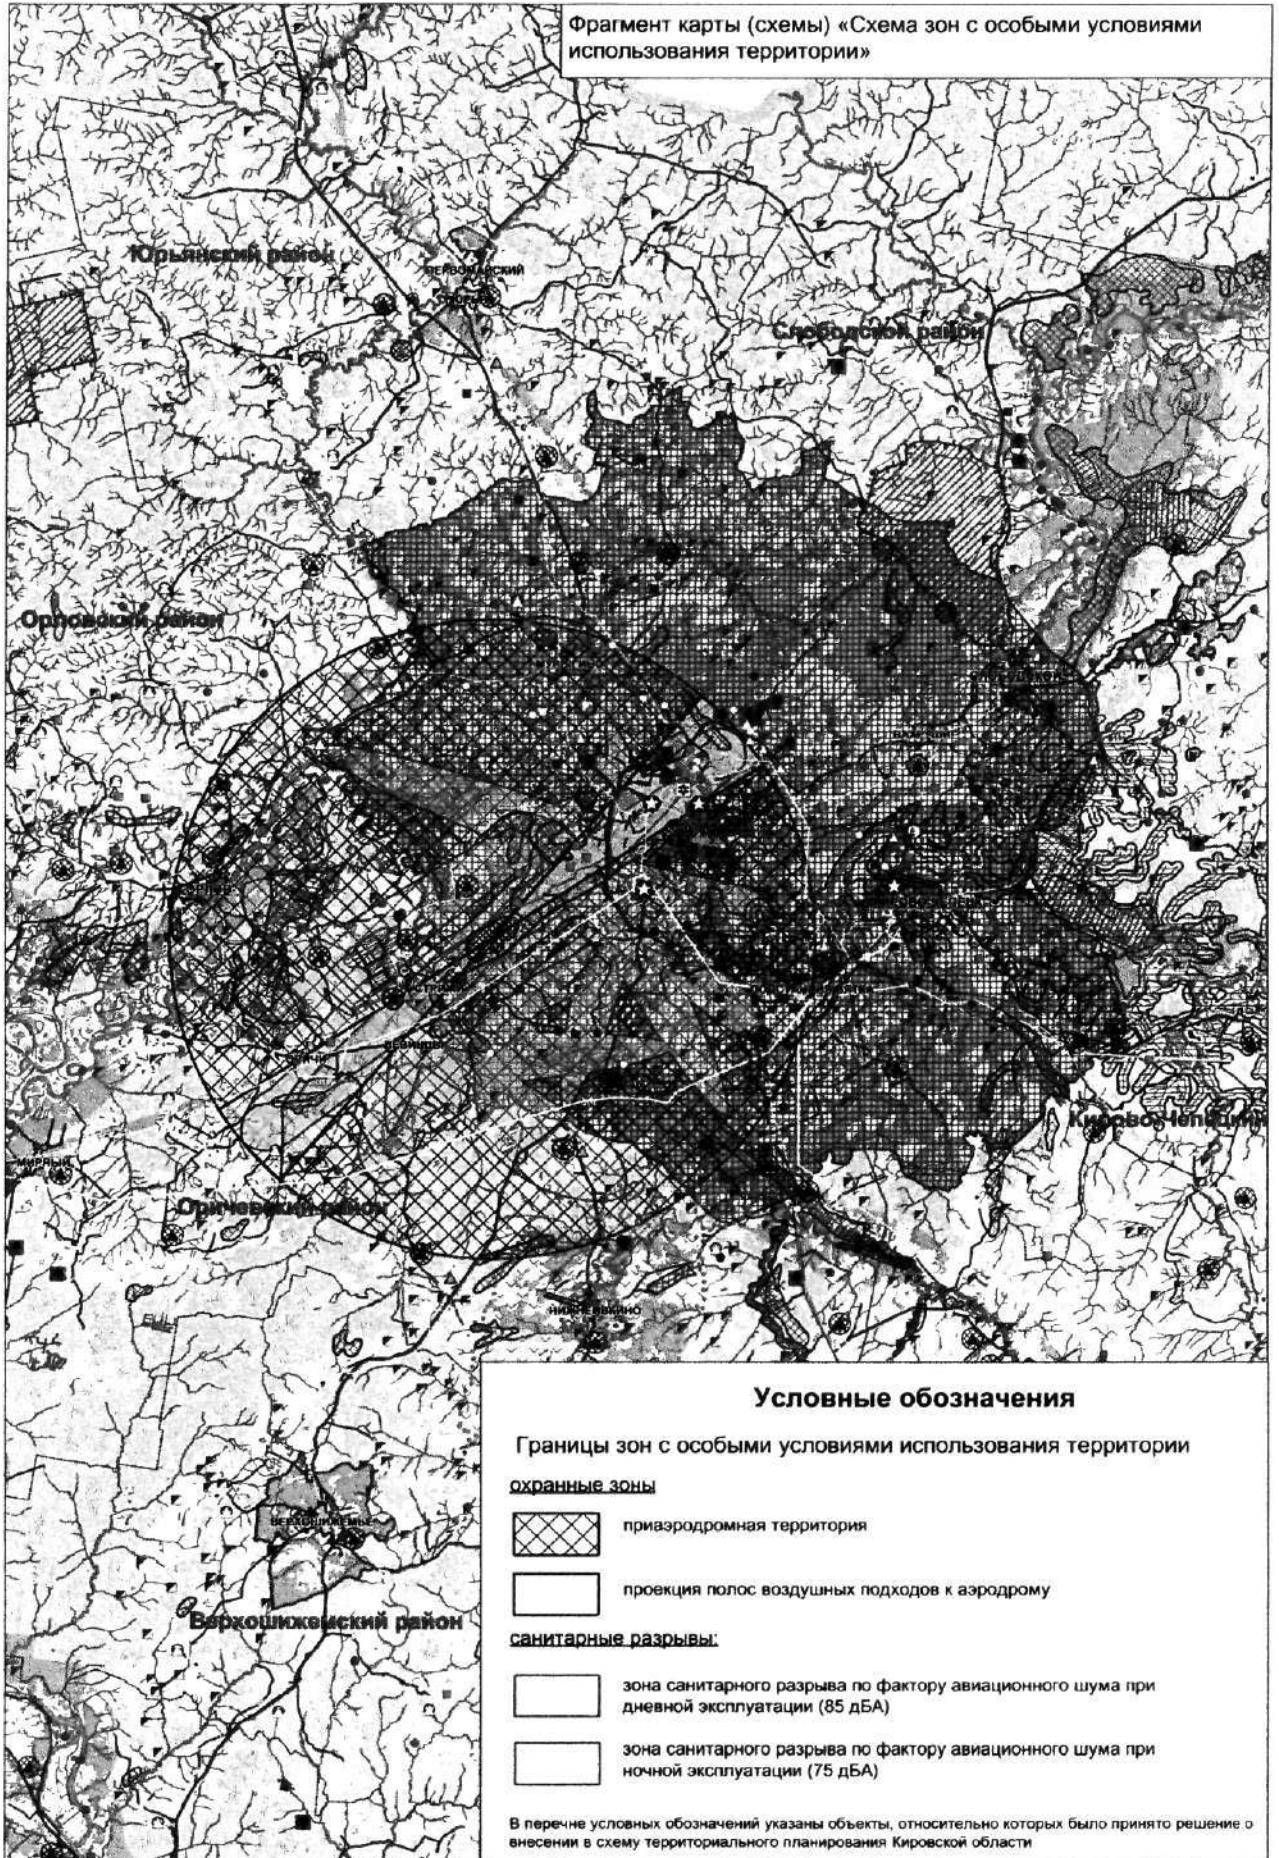 Фрагмент карты (схемы) «Схема зон с особыми условиями
использования территории»
Юрьянский район
ПЕРВОМАЙСКИЙ
Слободской район
Орловский район
Оричевский район
МИРНЫЙ
НИЖНЕИВКИНО
ВЕРХОШИЖЕМЬЕ
Верхошижемский район
Условные обозначения
Границы зон с особыми условиями использования территории
охранные зоны
приаэродромная территория
проекция полос воздушных подходов к аэродрому
санитарные разрывы:
зона санитарного разрыва по фактору авиационного шума при
дневной эксплуатации (85 дБА)
зона санитарного разрыва по фактору авиационного шума при
ночной эксплуатации (75 дБА)
В перечне условных обозначений указаны объекты, относительно которых было принято решение о
внесении в схему территориального планирования Кировской области